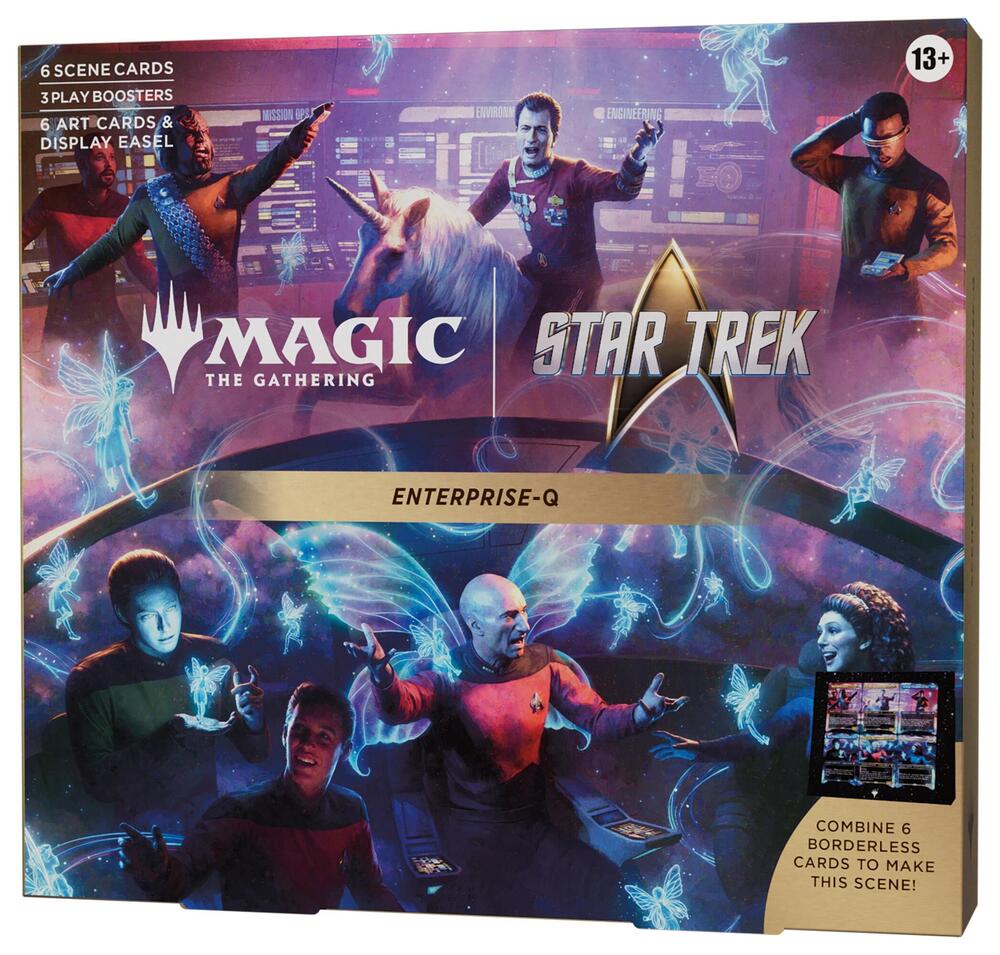 6 SCENE CARDS
3 PLAY BOOSTERS
6 ART CARDS &
DISPLAY EASEL
13+
MISSION OPS
ENVIRON
ENGINEERING
MAGIC
THE GATHERING
STAR TREK
ENTERPRISE-Q
COMBINE 6
BORDERLESS
CARDS TO MAKE
THIS SCENE!